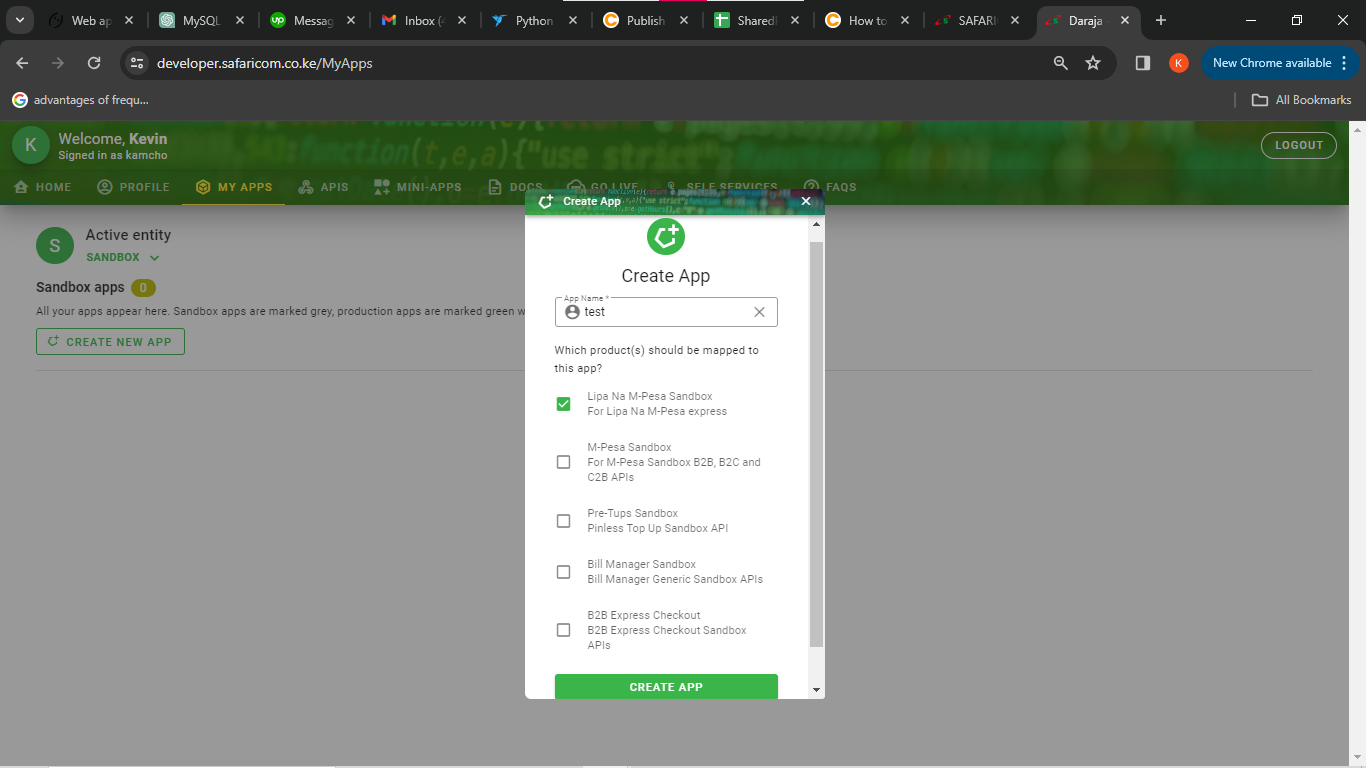 Web ap
MySQL
Messag
Inbox (4
Python
Publish
Shared
How to
SAFARI
Daraja -
developer.safaricom.co.ke/MyApps
K
New Chrome available
advantages of frequ...
All Bookmarks
K
Welcome, Kevin
Signed in as kamcho
LOGOUT
function(t,e,a){"use strict";
HOME
PROFILE
MY APPS
APIS
MINI-APPS
DOCS
GO LIVE
SELF SERVICES
FAQS
S
Active entity
SANDBOX
Sandbox apps 0
All your apps appear here. Sandbox apps are marked grey, production apps are marked green w
CREATE NEW APP
Create App
Create App
App Name *
test
Which product(s) should be mapped to
this app?
Lipa Na M-Pesa Sandbox
For Lipa Na M-Pesa express
M-Pesa Sandbox
For M-Pesa Sandbox B2B, B2C and
C2B APIs
Pre-Tups Sandbox
Pinless Top Up Sandbox API
Bill Manager Sandbox
Bill Manager Generic Sandbox APIs
B2B Express Checkout
B2B Express Checkout Sandbox
APIs
CREATE APP